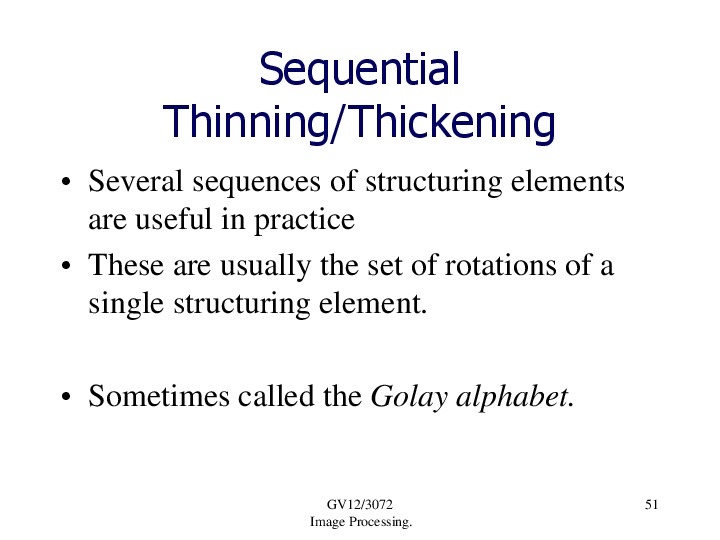 Sequential
Thinning/Thickening
• Several sequences of structuring elements
are useful in practice
• These are usually the set of rotations of a
single structuring element.
• Sometimes called the Golay alphabet.
GV12/3072
Image Processing.
51